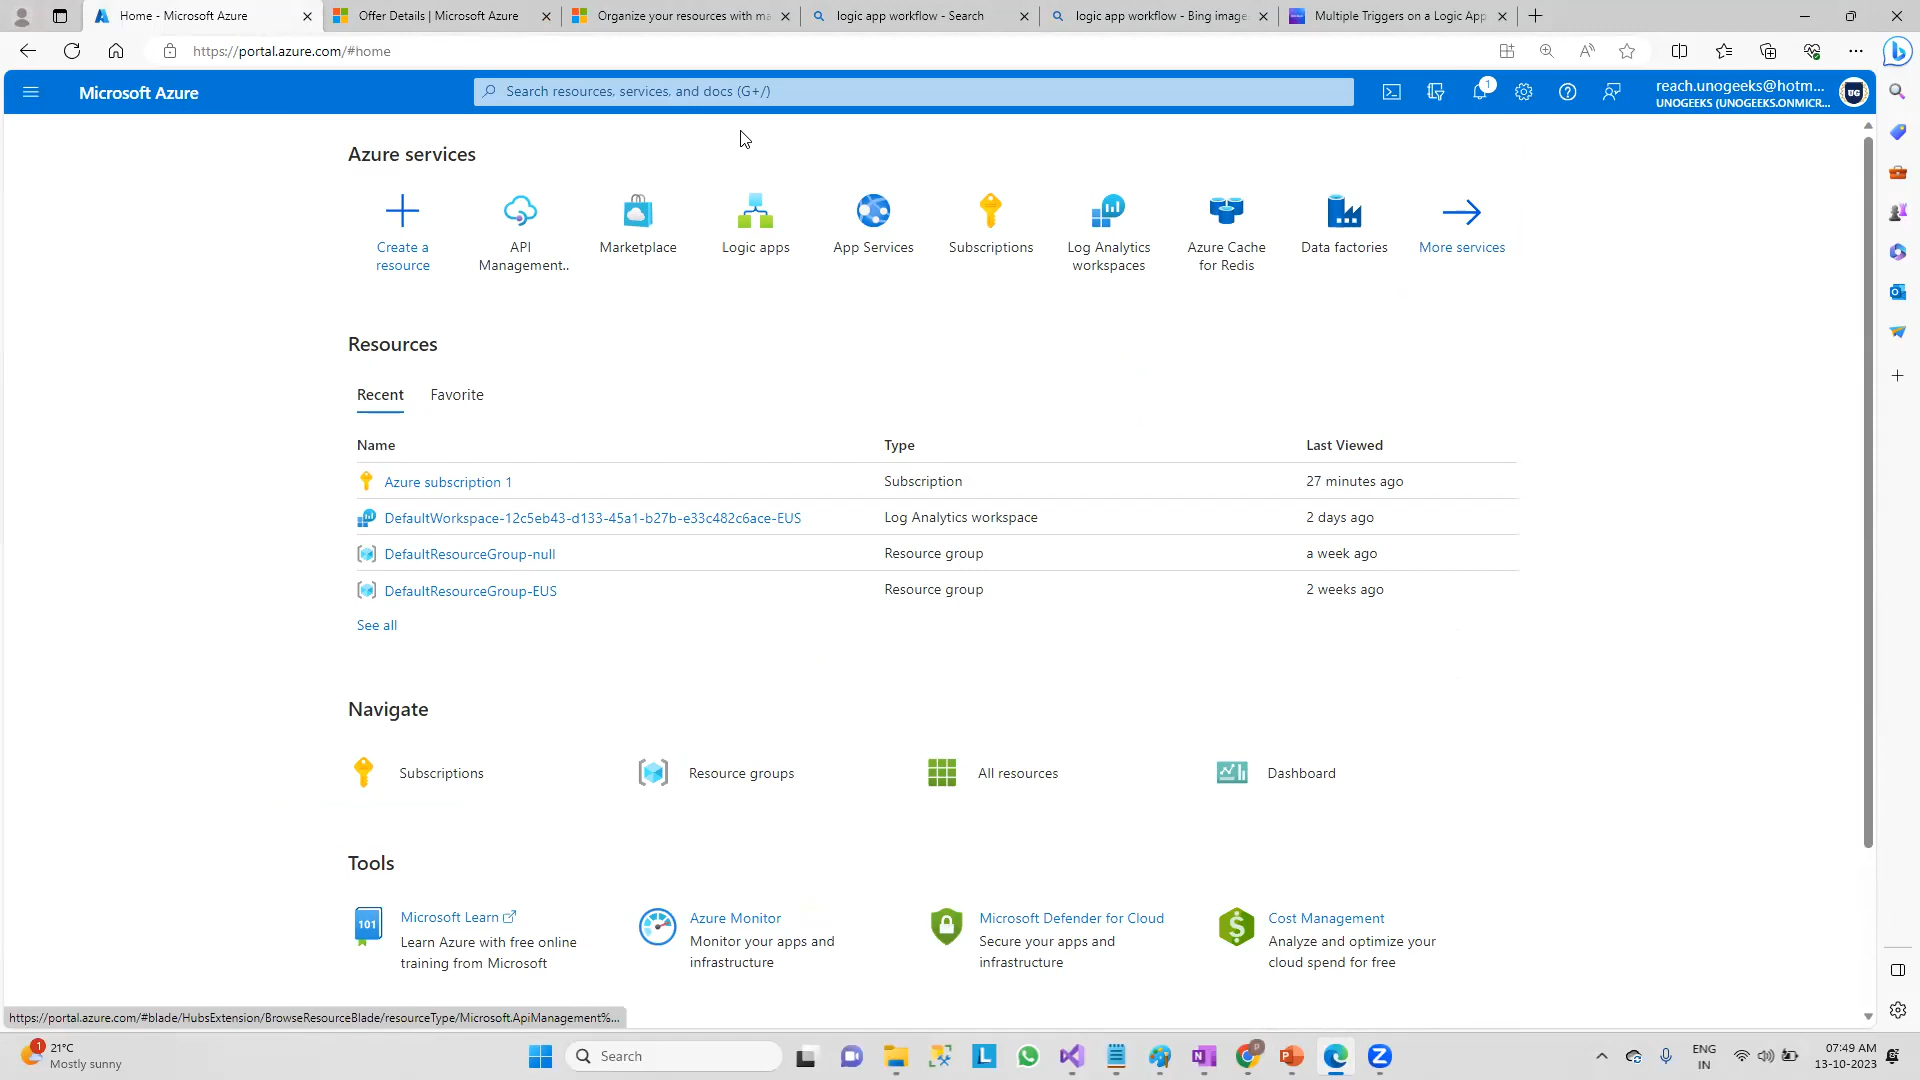 Home - Microsoft Azure
Offer Details | Microsoft Azure
Organize your resources with ma
logic app workflow - Search
logic app workflow - Bing image
Multiple Triggers on a Logic App
https://portal.azure.com/#home
Microsoft Azure
Search resources, services, and docs (G+/)
1
reach.unogeeks@hotm...
UNOGEEKS (UNOGEEKS.ONMICR...
UG
Azure services
Create a resource
API Management..
Marketplace
Logic apps
App Services
Subscriptions
Log Analytics workspaces
Azure Cache for Redis
Data factories
More services
Resources
Recent Favorite
Name Type Last Viewed
Azure subscription 1 Subscription 27 minutes ago
DefaultWorkspace-12c5eb43-d133-45a1-b27b-e33c482c6ace-EUS Log Analytics workspace 2 days ago
DefaultResourceGroup-null Resource group a week ago
DefaultResourceGroup-EUS Resource group 2 weeks ago
See all
Navigate
Subscriptions Resource groups All resources Dashboard
Tools
101
Microsoft Learn
Learn Azure with free online
training from Microsoft
Azure Monitor
Monitor your apps and
infrastructure
Microsoft Defender for Cloud
Secure your apps and
infrastructure
Cost Management
Analyze and optimize your
cloud spend for free
https://portal.azure.com/#blade/HubsExtension/BrowseResourceBlade/resourceType/Microsoft.ApiManagement%...
1
21°C
Mostly sunny
Search
ENG
IN
07:49 AM
13-10-2023